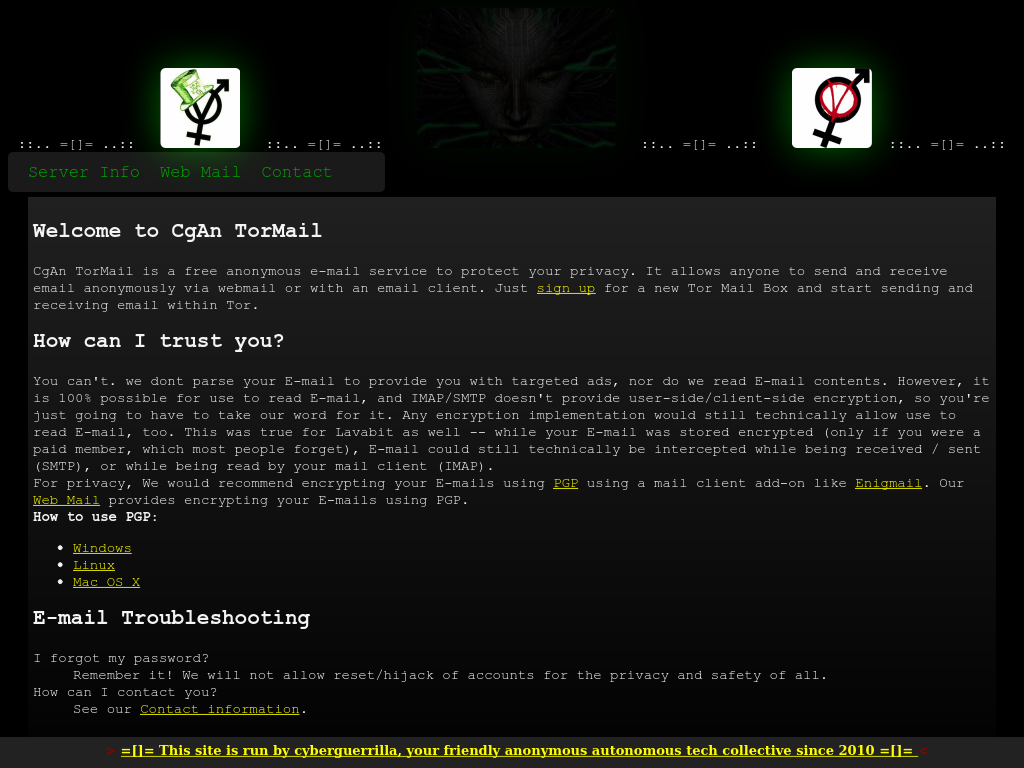 ::.. =[]= ..:: ::.. =[]= ..:: ::.. =[]= ..:: ::.. =[]= ..::
Server Info Web Mail Contact
Welcome to CgAn TorMail
CgAn TorMail is a free anonymous e-mail service to protect your privacy. It allows anyone to send and receive
email anonymously via webmail or with an email client. Just sign up for a new Tor Mail Box and start sending and
receiving email within Tor.
How can I trust you?
You can't. we dont parse your E-mail to provide you with targeted ads, nor do we read E-mail contents. However, it
is 100% possible for use to read E-mail, and IMAP/SMTP doesn't provide user-side/client-side encryption, so you're
just going to have to take our word for it. Any encryption implementation would still technically allow use to
read E-mail, too. This was true for Lavabit as well -- while your E-mail was stored encrypted (only if you were a
paid member, which most people forget), E-mail could still technically be intercepted while being received / sent
(SMTP), or while being read by your mail client (IMAP).
For privacy, We would recommend encrypting your E-mails using PGP using a mail client add-on like Enigmail. Our
Web Mail provides encrypting your E-mails using PGP.
How to use PGP:
• Windows
• Linux
• Mac OS X
E-mail Troubleshooting
I forgot my password?
Remember it! We will not allow reset/hijack of accounts for the privacy and safety of all.
How can I contact you?
See our Contact information.
> =[]= This site is run by cyberguerrilla, your friendly anonymous autonomous tech collective since 2010 =[]= <